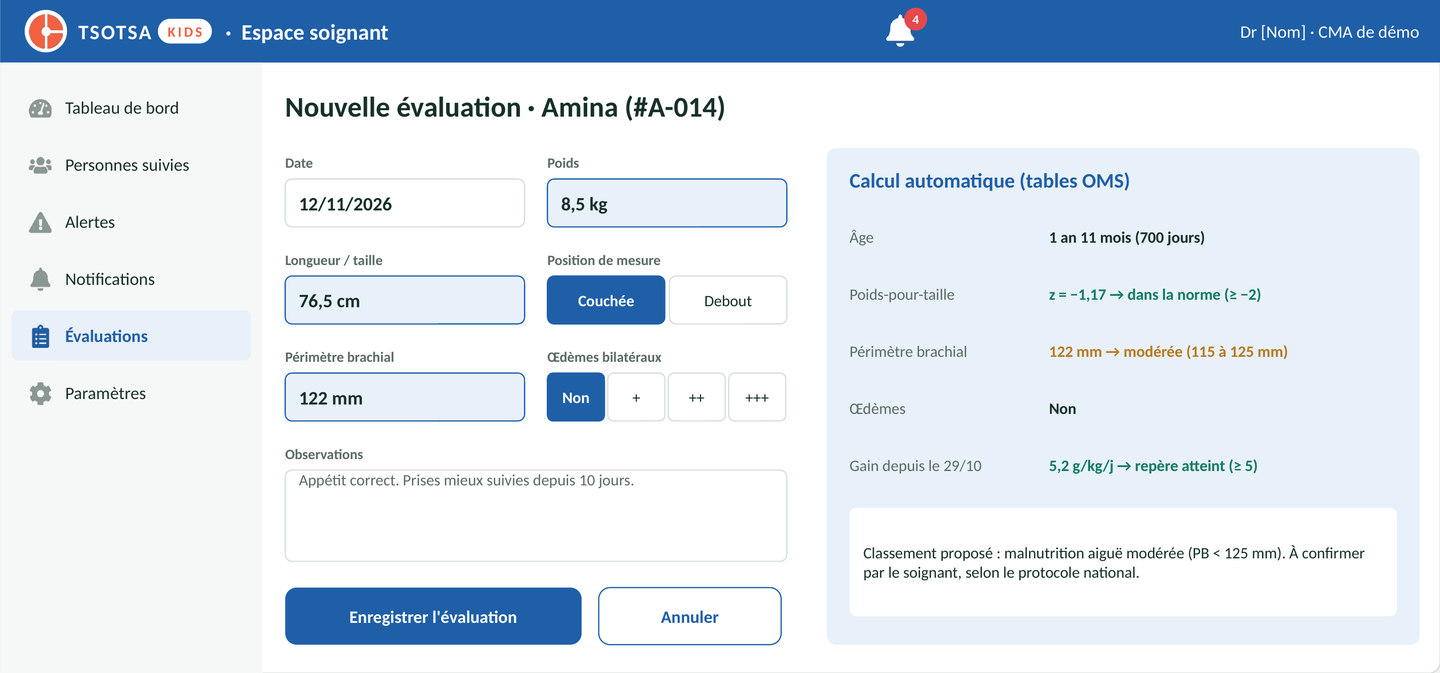 TSOTSA KIDS · Espace soignant
4
Dr [Nom] · CMA de démo
Tableau de bord
Personnes suivies
Alertes
Notifications
Évaluations
Paramètres
Nouvelle évaluation · Amina (#A-014)
Date
12/11/2026
Poids
8,5 kg
Longueur / taille
76,5 cm
Position de mesure
Couchée
Debout
Périmètre brachial
122 mm
Œdèmes bilatéraux
Non
+
++
+++
Observations
Appétit correct. Prises mieux suivies depuis 10 jours.
Enregistrer l'évaluation
Annuler
Calcul automatique (tables OMS)
Âge
1 an 11 mois (700 jours)
Poids-pour-taille
z = −1,17 → dans la norme (≥ −2)
Périmètre brachial
122 mm → modérée (115 à 125 mm)
Œdèmes
Non
Gain depuis le 29/10
5,2 g/kg/j → repère atteint (≥ 5)
Classement proposé : malnutrition aiguë modérée (PB < 125 mm). À confirmer
par le soignant, selon le protocole national.